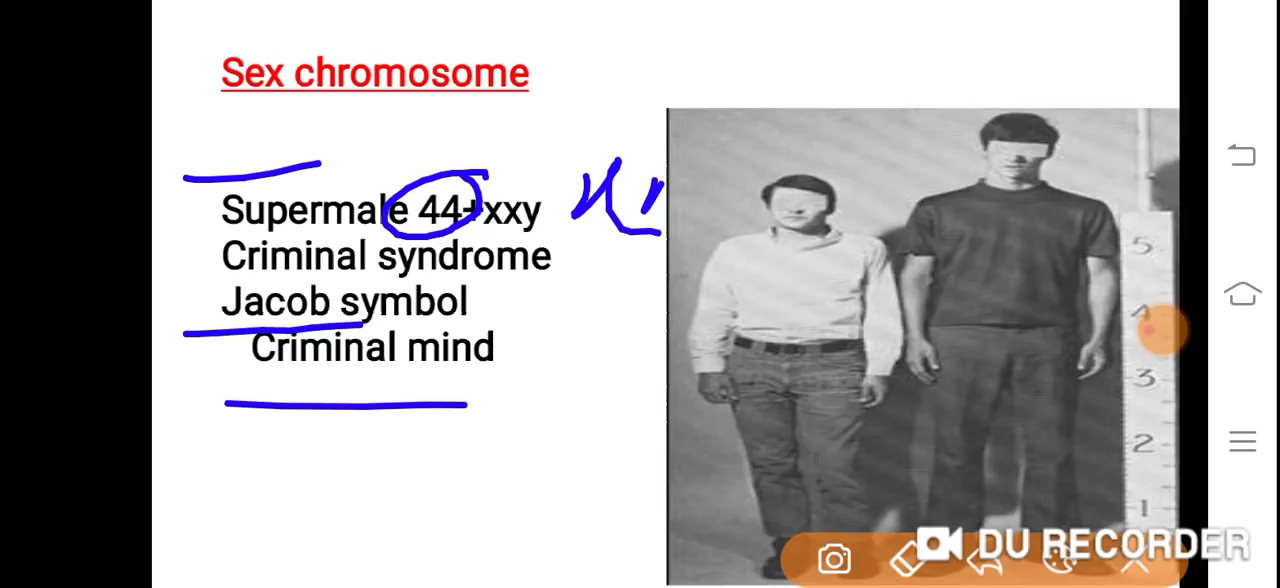 Sex chromosome
Supermale 44+xxy
Criminal syndrome
Jacob symbol
Criminal mind
5
4
3
2
1
DU RECORDER